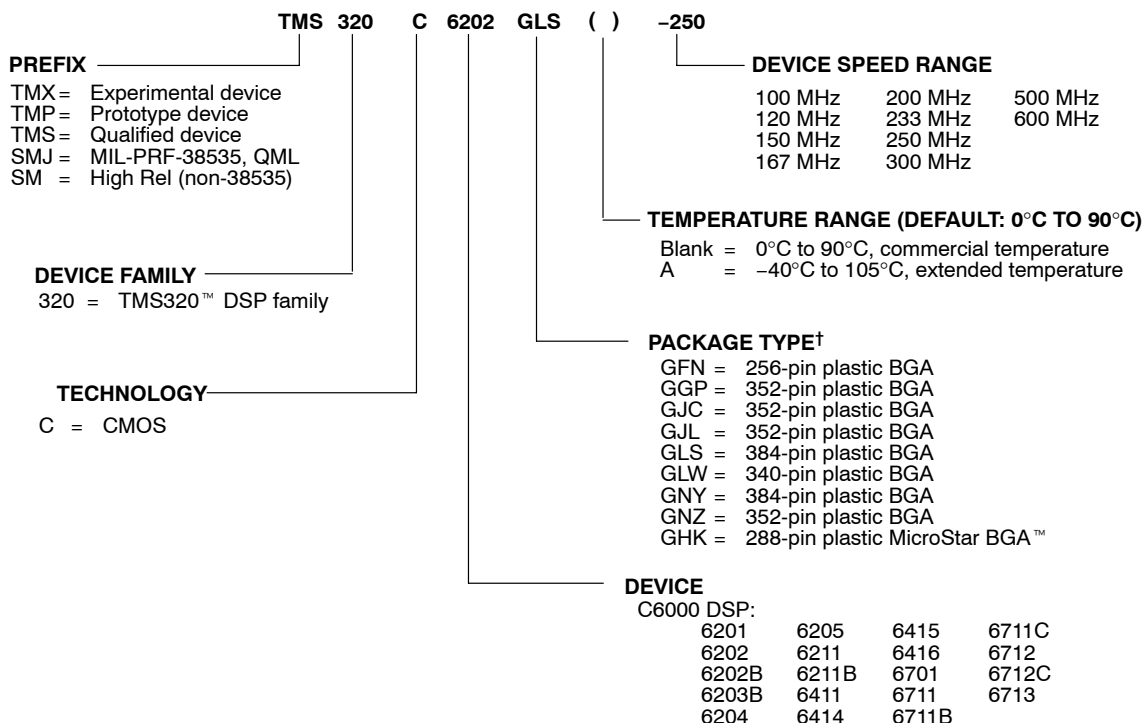 TMS 320 C 6202 GLS ( ) −250
PREFIX
TMX = Experimental device
TMP = Prototype device
TMS = Qualified device
SMJ = MIL-PRF-38535, QML
SM = High Rel (non-38535)
DEVICE SPEED RANGE
100 MHz 200 MHz 500 MHz
120 MHz 233 MHz 600 MHz
150 MHz 250 MHz
167 MHz 300 MHz
TEMPERATURE RANGE (DEFAULT: 0°C TO 90°C)
Blank = 0°C to 90°C, commercial temperature
A = −40°C to 105°C, extended temperature
DEVICE FAMILY
320 = TMS320™ DSP family
PACKAGE TYPE†
GFN = 256-pin plastic BGA
GGP = 352-pin plastic BGA
GJC = 352-pin plastic BGA
GJL = 352-pin plastic BGA
GLS = 384-pin plastic BGA
GLW = 340-pin plastic BGA
GNY = 384-pin plastic BGA
GNZ = 352-pin plastic BGA
GHK = 288-pin plastic MicroStar BGA™
TECHNOLOGY
C = CMOS
DEVICE
C6000 DSP:
6201 6205 6415 6711C
6202 6211 6416 6712
6202B 6211B 6701 6712C
6203B 6411 6711 6713
6204 6414 6711B